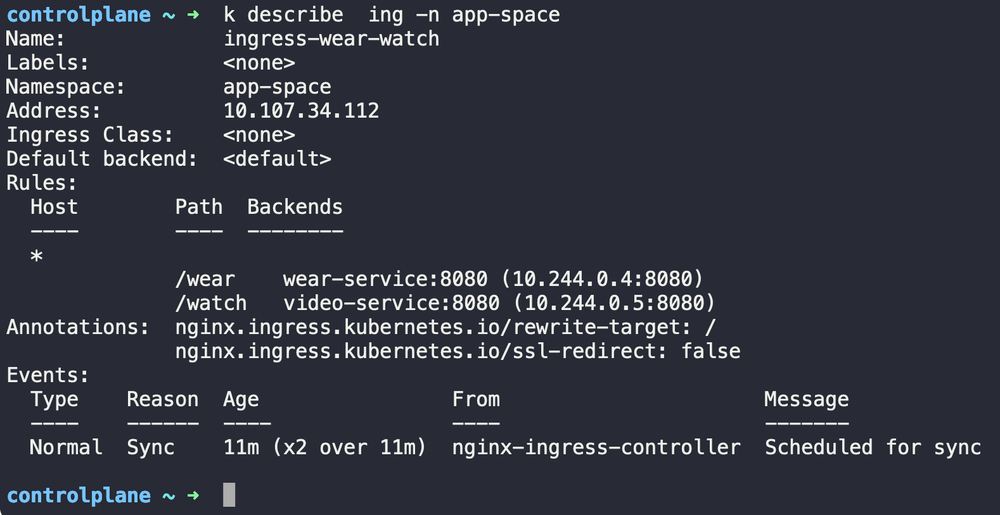 controlplane ~ ➜  k describe  ing -n app-space
Name:             ingress-wear-watch
Labels:           <none>
Namespace:        app-space
Address:          10.107.34.112
Ingress Class:    <none>
Default backend:  <default>
Rules:
  Host        Path  Backends
  ----        ----  --------
  *
              /wear    wear-service:8080 (10.244.0.4:8080)
              /watch   video-service:8080 (10.244.0.5:8080)
Annotations:  nginx.ingress.kubernetes.io/rewrite-target: /
              nginx.ingress.kubernetes.io/ssl-redirect: false
Events:
  Type    Reason  Age                From                      Message
  ----    ------  ----               ----                      -------
  Normal  Sync    11m (x2 over 11m)  nginx-ingress-controller  Scheduled for sync
controlplane ~ ➜